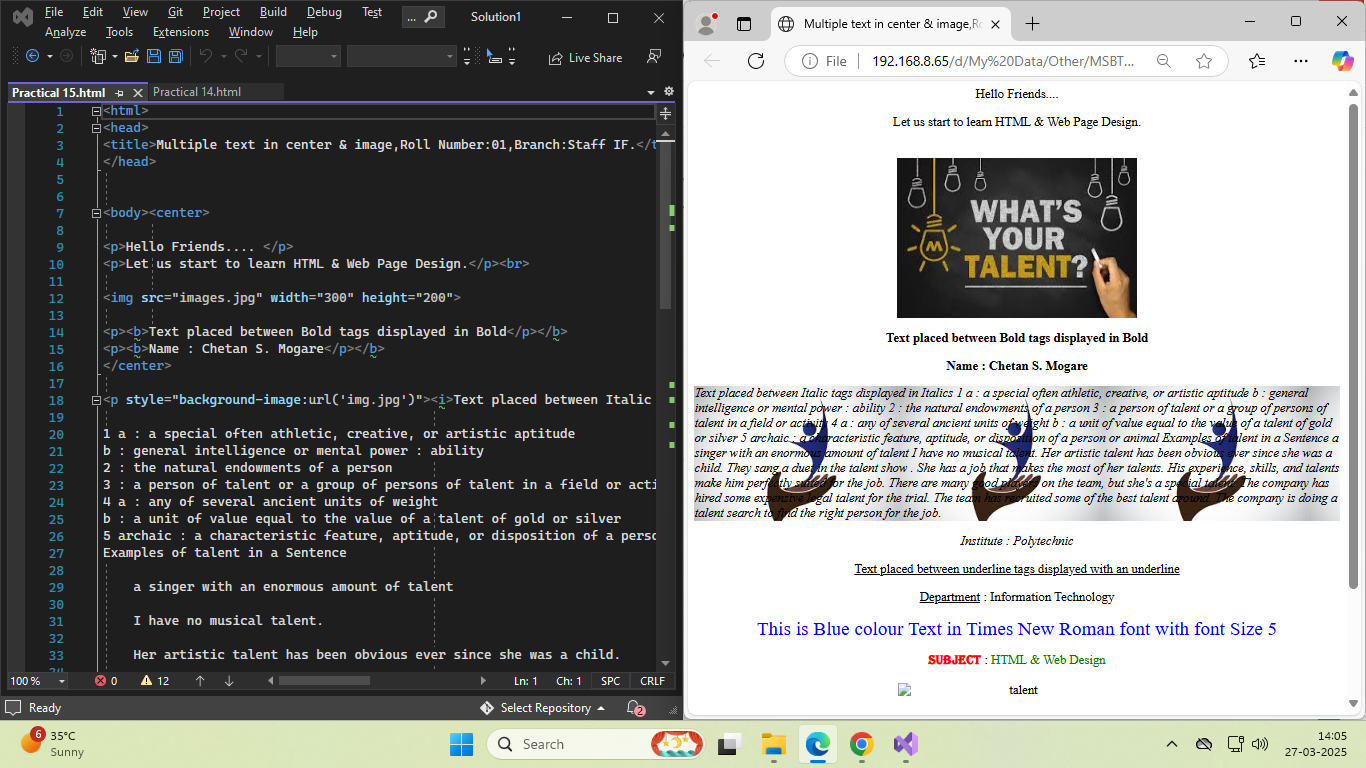 File Edit View Git Project Build Debug Test ... Solution1
Analyze Tools Extensions Window Help
Live Share
Practical 15.html Practical 14.html
1 <html>
2 <head>
3 <title>Multiple text in center & image,Roll Number:01,Branch:Staff IF.</t
4 </head>
5
6
7 <body><center>
8
9 <p>Hello Friends.... </p>
10 <p>Let us start to learn HTML & Web Page Design.</p><br>
11
12 <img src="images.jpg" width="300" height="200">
13
14 <p><b>Text placed between Bold tags displayed in Bold</p></b>
15 <p><b>Name : Chetan S. Mogare</p></b>
16 </center>
17
18 <p style="background-image:url('img.jpg')"><i>Text placed between Italic
19
20 1 a : a special often athletic, creative, or artistic aptitude
21 b : general intelligence or mental power : ability
22 2 : the natural endowments of a person
23 3 : a person of talent or a group of persons of talent in a field or acti
24 4 a : any of several ancient units of weight
25 b : a unit of value equal to the value of a talent of gold or silver
26 5 archaic : a characteristic feature, aptitude, or disposition of a perso
27 Examples of talent in a Sentence
28
29 a singer with an enormous amount of talent
30
31 I have no musical talent.
32
33 Her artistic talent has been obvious ever since she was a child.
100 % 0 12 Ln: 1 Ch: 1 SPC CRLF
Ready Select Repository 2
Multiple text in center & image,Ro
File 192.168.8.65/d/My%20Data/Other/MSBT...
Hello Friends....
Let us start to learn HTML & Web Page Design.
WHAT'S
YOUR
TALENT?
Text placed between Bold tags displayed in Bold
Name : Chetan S. Mogare
Text placed between Italic tags displayed in Italics 1 a : a special often athletic, creative, or artistic aptitude b : general
intelligence or mental power : ability 2 : the natural endowments of a person 3 : a person of talent or a group of persons of
talent in a field or activity 4 a : any of several ancient units of weight b : a unit of value equal to the value of a talent of gold
or silver 5 archaic : a characteristic feature, aptitude, or disposition of a person or animal Examples of talent in a Sentence a
singer with an enormous amount of talent I have no musical talent. Her artistic talent has been obvious ever since she was a
child. They sang a duet in the talent show . She has a job that makes the most of her talents. His experience, skills, and talents
make him perfectly suited for the job. There are many good players on the team, but she's a special talent. The company has
hired some expensive legal talent for the trial. The team has recruited some of the best talent around. The company is doing a
talent search to find the right person for the job.
Institute : Polytechnic
Text placed between underline tags displayed with an underline
Department : Information Technology
This is Blue colour Text in Times New Roman font with font Size 5
SUBJECT : HTML & Web Design
talent
6 35°C
Sunny
Search
14:05
27-03-2025